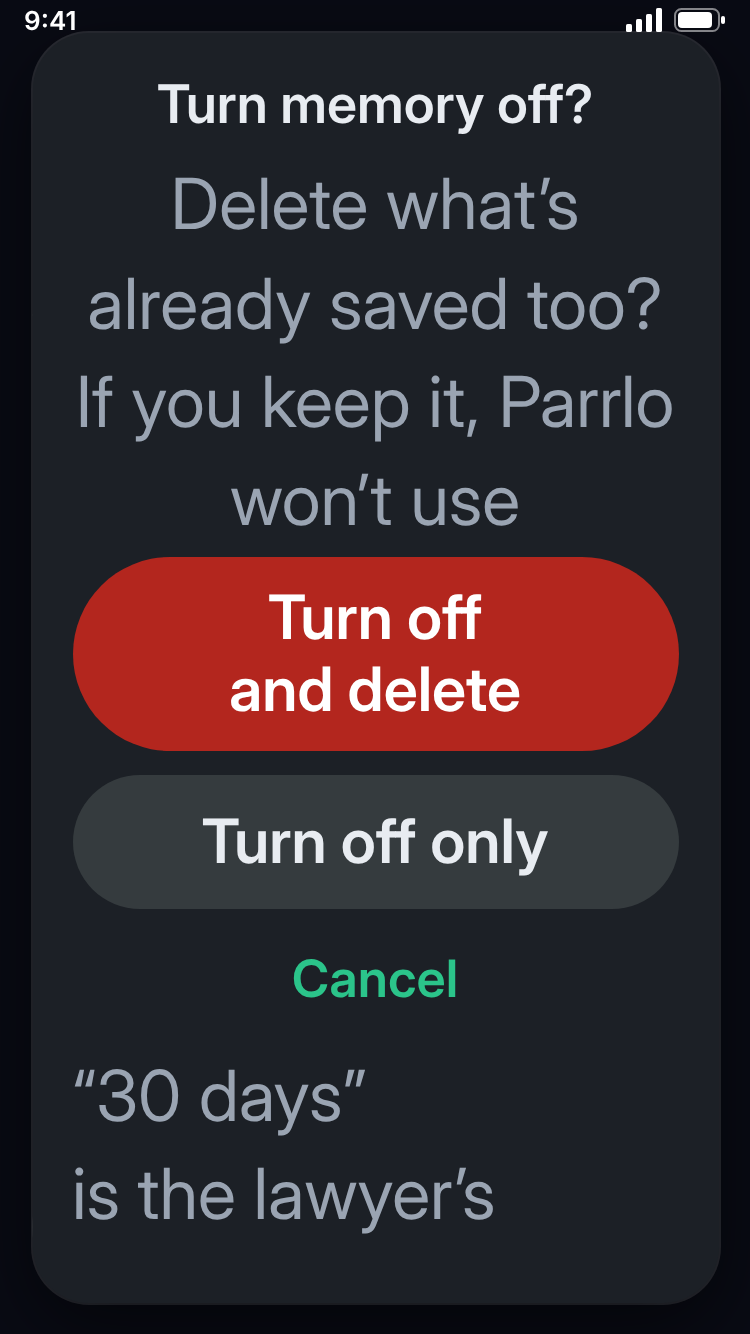 9:41
Turn memory off?
Delete what’s
already saved too?
If you keep it, Parrlo
won’t use
Turn off
and delete
Turn off only
Cancel
“30 days”
is the lawyer’s